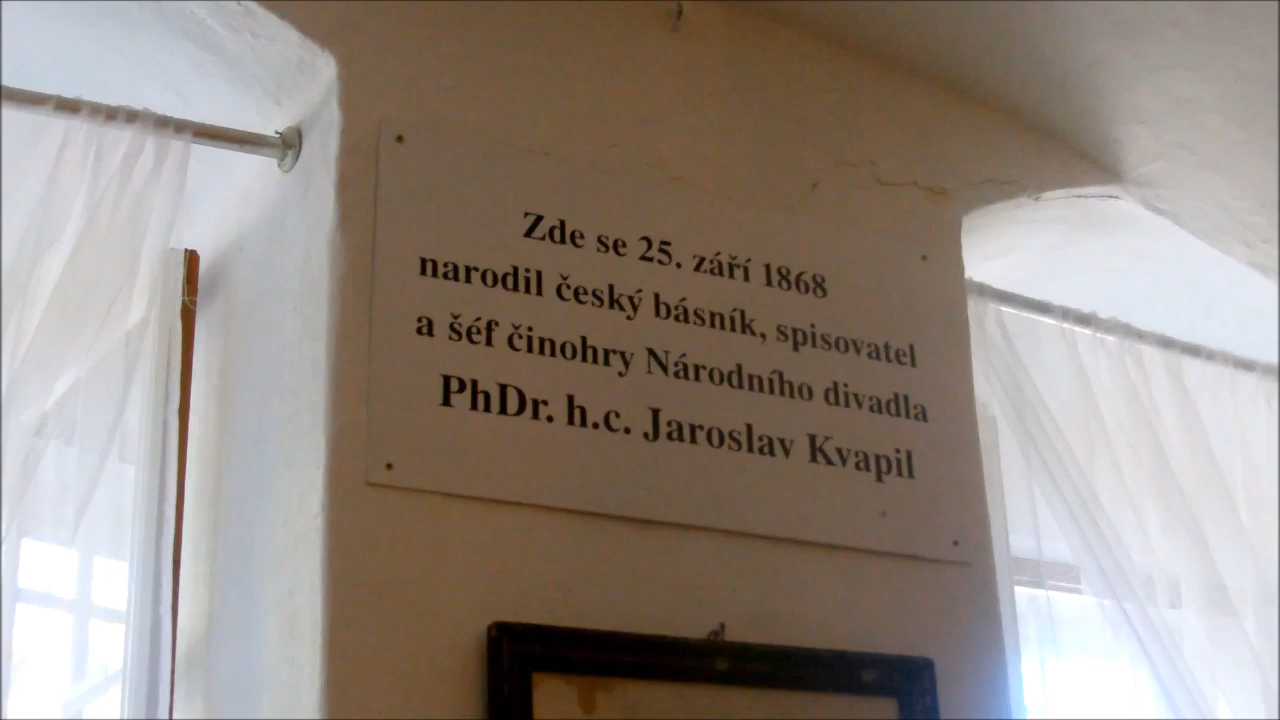 Zde se 25. září 1868
narodil český básník, spisovatel
a šéf činohry Národního divadla
PhDr. h.c. Jaroslav Kvapil